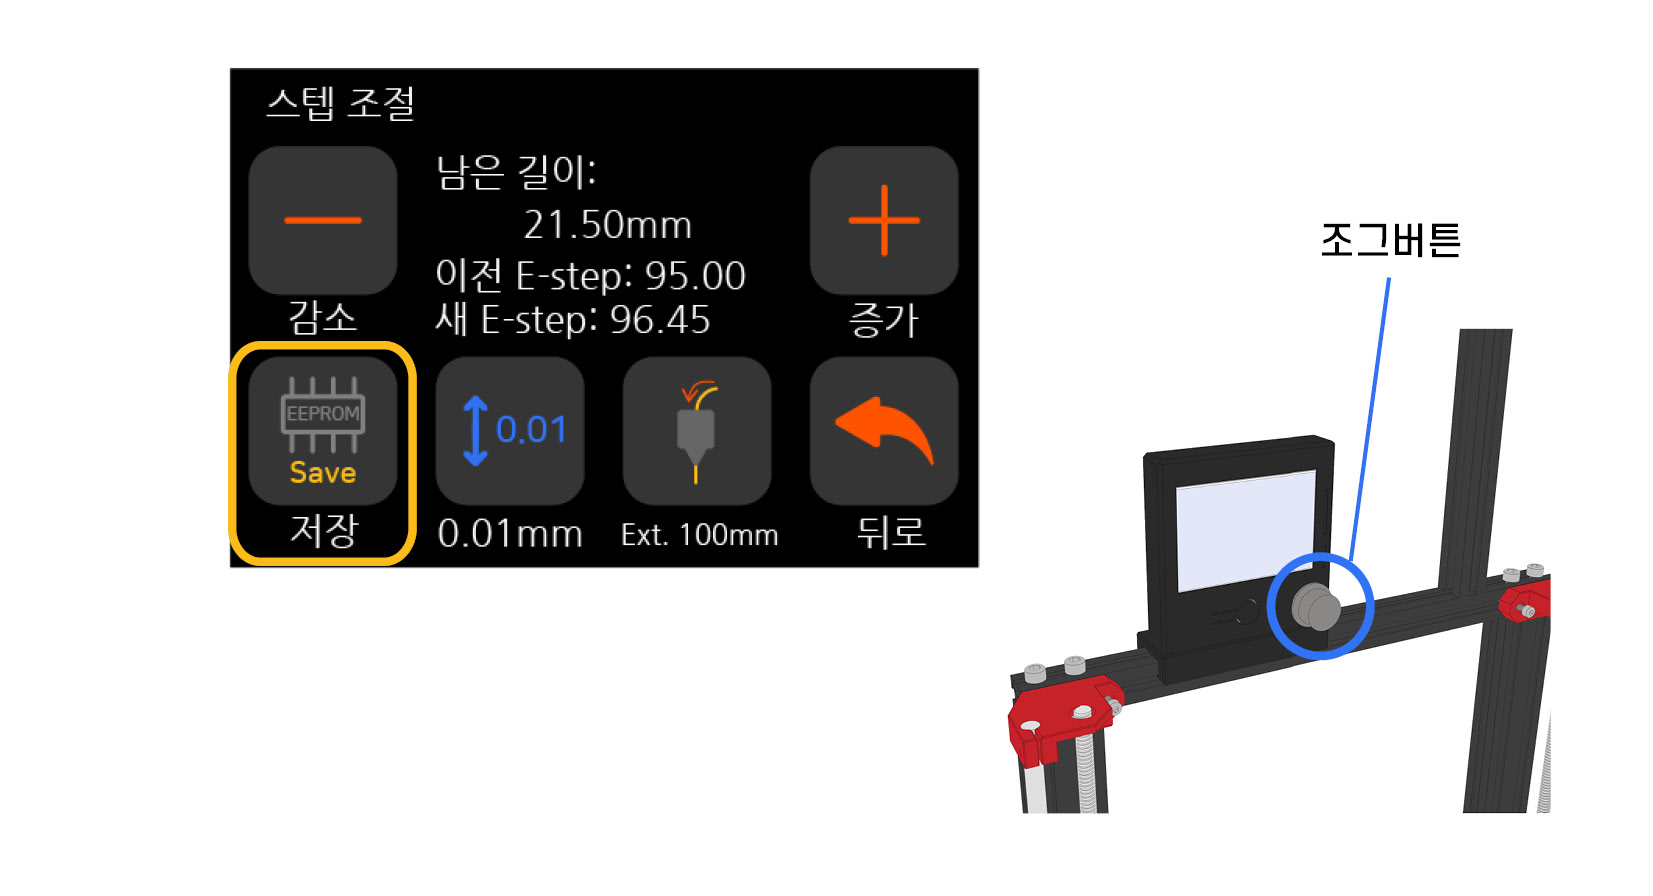 스텝 조절
남은 길이:
21.50mm
이전 E-step: 95.00
새 E-step: 96.45
감소
증가
EEPROM
Save
저장
0.01
0.01mm
Ext. 100mm
뒤로
조그버튼